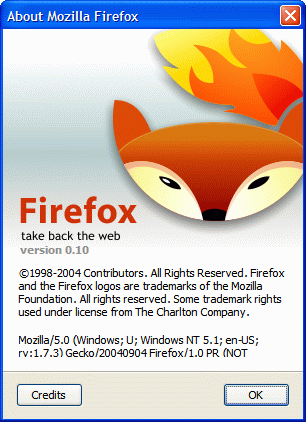 About Mozilla Firefox
Firefox
take back the web
version 0.10
©1998-2004 Contributors. All Rights Reserved. Firefox
and the Firefox logos are trademarks of the Mozilla
Foundation. All rights reserved. Some trademark rights
used under license from The Charlton Company.
Mozilla/5.0 (Windows; U; Windows NT 5.1; en-US;
rv:1.7.3) Gecko/20040904 Firefox/1.0 PR (NOT
Credits
OK